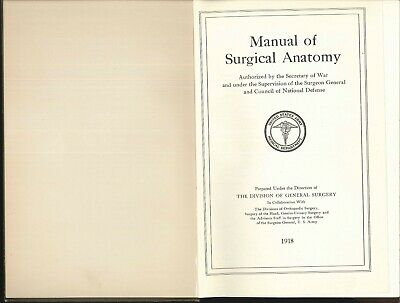 Manual of
Surgical Anatomy
Authorized by the Secretary of War
and under the Supervision of the Surgeon General
and Council of National Defense
UNITED STATES ARMY
MEDICAL DEPARTMENT
Prepared Under the Direction of
THE DIVISION OF GENERAL SURGERY
In Collaboration With
The Divisions of Orthopedic Surgery,
Surgery of the Head, Genito-Urinary Surgery and
the Advisory Staff in Surgery in the Office
of the Surgeon General, U. S. Army
1918